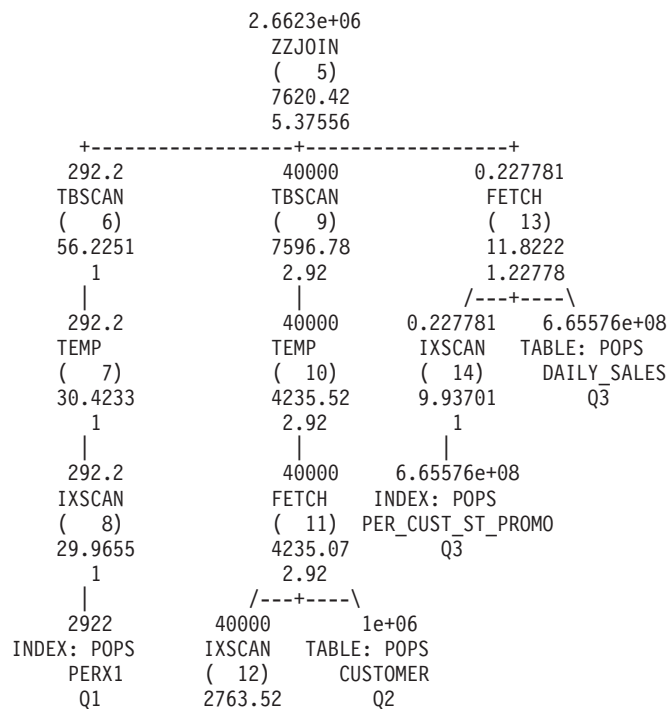 2.6623e+06
ZZJOIN
( 5)
7620.42
5.37556
+------------------+------------------+
292.2 40000 0.227781
TBSCAN TBSCAN FETCH
( 6) ( 9) ( 13)
56.2251 7596.78 11.8222
1 2.92 1.22778
| | /---+----\
292.2 40000 0.227781 6.65576e+08
TEMP TEMP IXSCAN TABLE: POPS
( 7) ( 10) ( 14) DAILY_SALES
30.4233 4235.52 9.93701 Q3
1 2.92 1
| | |
292.2 40000 6.65576e+08
IXSCAN FETCH INDEX: POPS
( 8) ( 11) PER_CUST_ST_PROMO
29.9655 4235.07 Q3
1 2.92
| /---+----\
2922 40000 1e+06
INDEX: POPS IXSCAN TABLE: POPS
PERX1 ( 12) CUSTOMER
Q1 2763.52 Q2